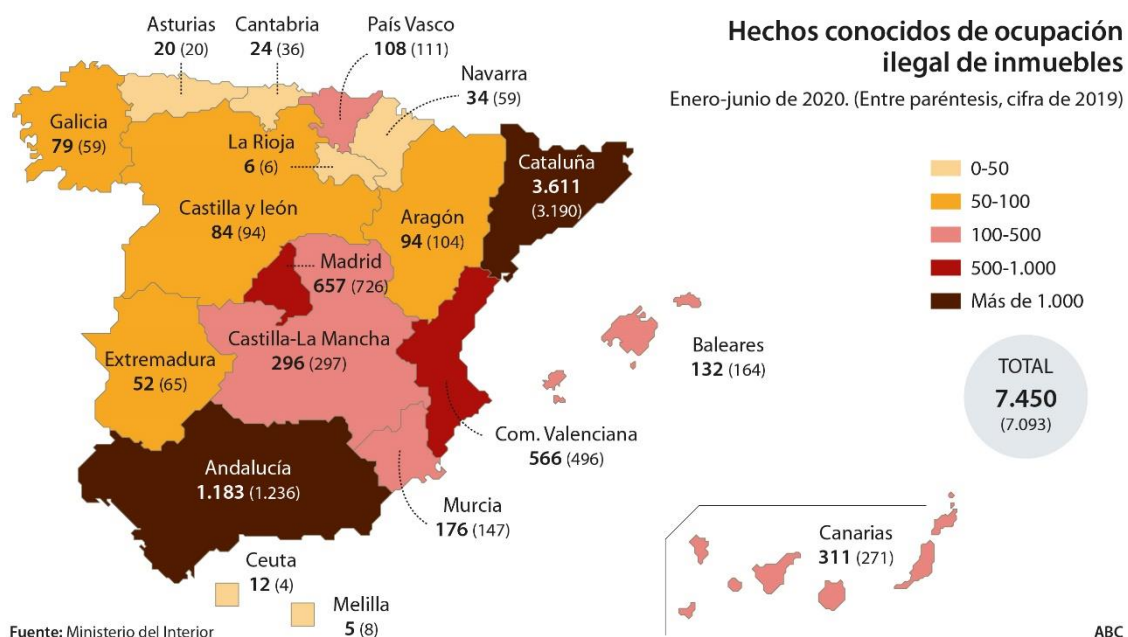 Hechos conocidos de ocupación
ilegal de inmuebles
Enero-junio de 2020. (Entre paréntesis, cifra de 2019)
0-50
50-100
100-500
500-1.000
Más de 1.000
TOTAL
7.450
(7.093)
Asturias
20 (20)
Cantabria
24 (36)
País Vasco
108 (111)
Navarra
34 (59)
Galicia
79 (59)
La Rioja
6 (6)
Cataluña
3.611
(3.190)
Castilla y león
84 (94)
Aragón
94 (104)
Madrid
657 (726)
Castilla-La Mancha
296 (297)
Extremadura
52 (65)
Baleares
132 (164)
Com. Valenciana
566 (496)
Andalucía
1.183 (1.236)
Murcia
176 (147)
Canarias
311 (271)
Ceuta
12 (4)
Melilla
5 (8)
Fuente: Ministerio del Interior
ABC